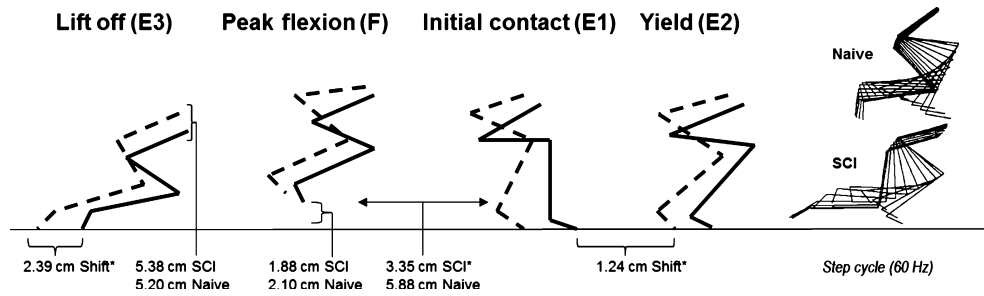 Lift off (E3) Peak flexion (F) Initial contact (E1) Yield (E2)
Naive
SCI
2.39 cm Shift* 5.38 cm SCI 1.88 cm SCI 3.35 cm SCI* 1.24 cm Shift* Step cycle (60 Hz)
5.20 cm Naive 2.10 cm Naive 5.88 cm Naive